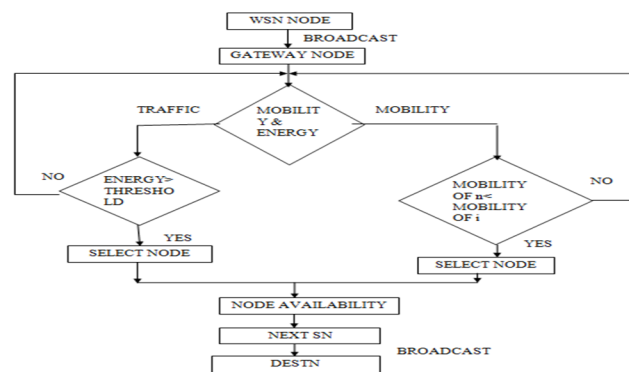 WSN NODE
BROADCAST
GATEWAY NODE
TRAFFIC
MOBILIT
Y &
ENERGY
MOBILITY
NO
ENERGY>
THRESHO
LD
MOBILITY
OF n<
MOBILITY
OF i
NO
YES
SELECT NODE
YES
SELECT NODE
NODE AVAILABILITY
NEXT SN
BROADCAST
DESTN